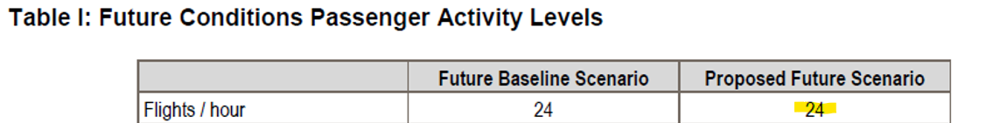 Table I: Future Conditions Passenger Activity Levels
Future Baseline Scenario Proposed Future Scenario
Flights / hour 24 24